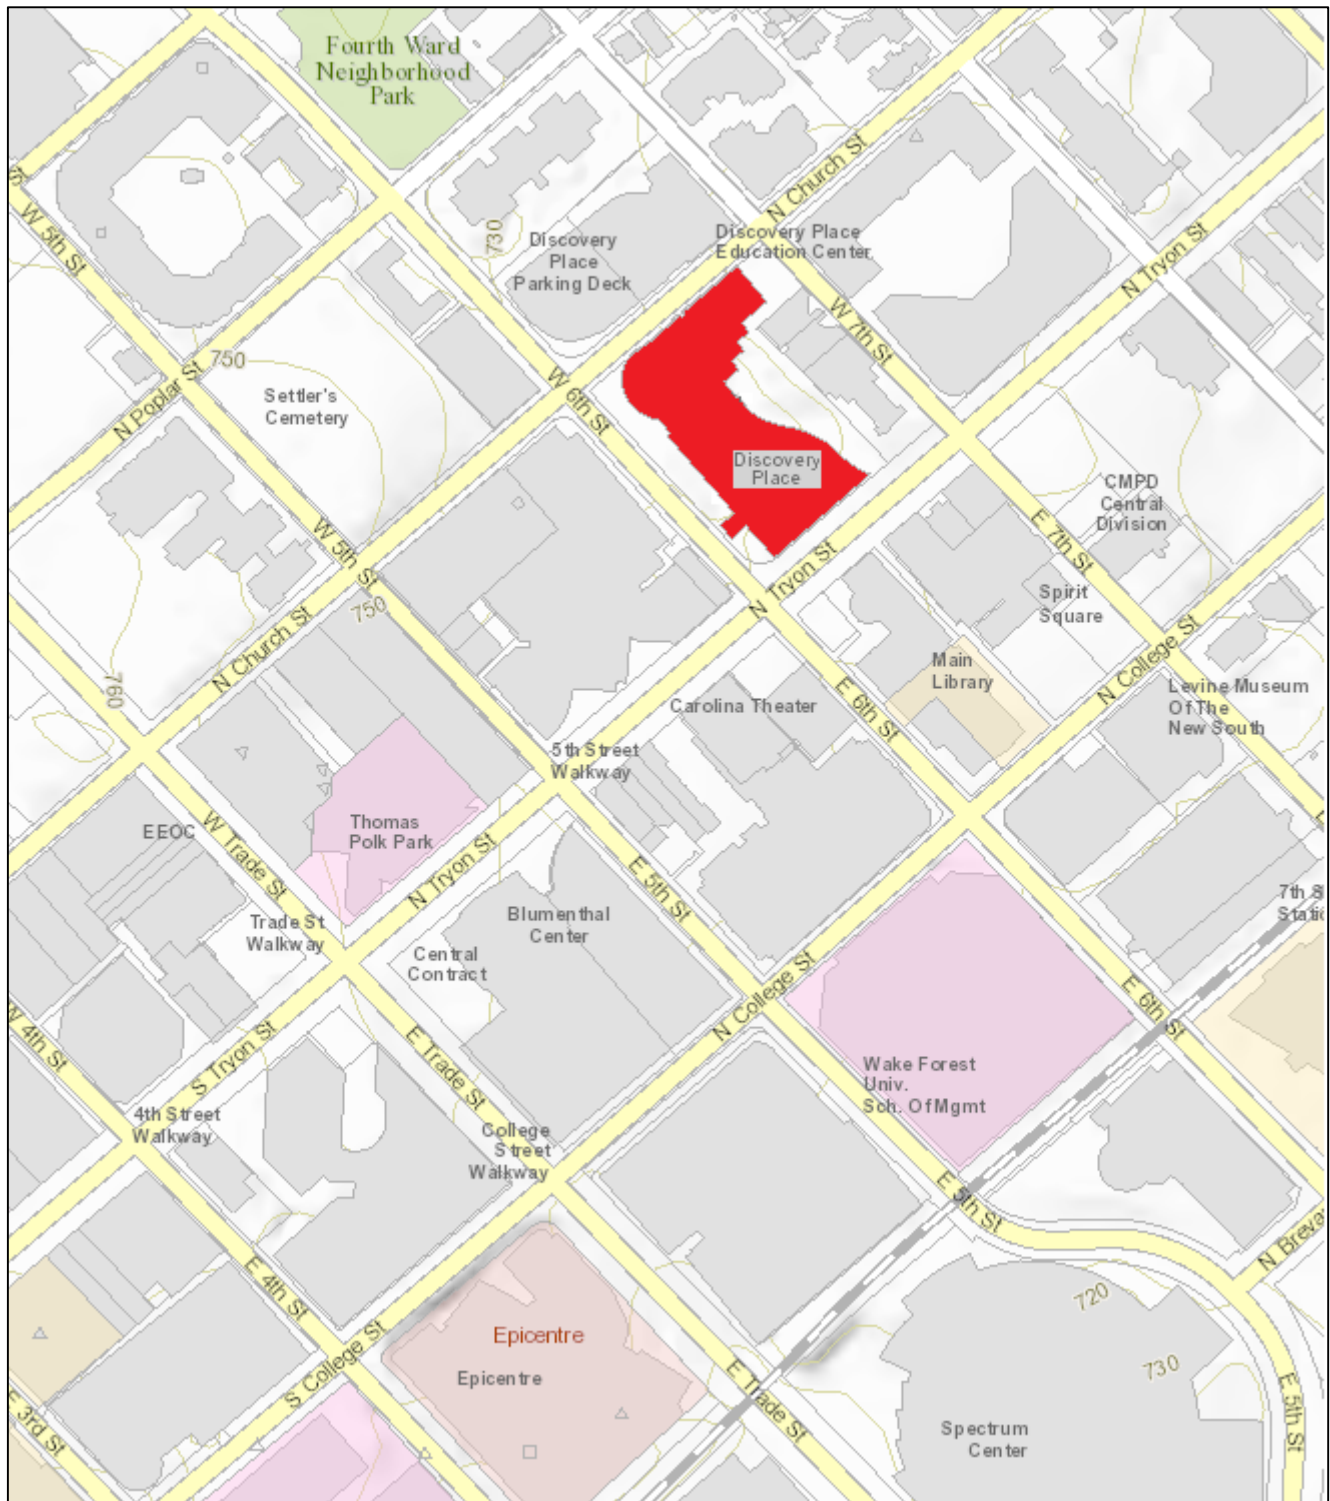 Fourth Ward
Neighborhood
Park
N Church St
W 5th St
730
Discovery
Place
Parking Deck
Discovery Place
Education Center
N Tryon St
W 7th St
750
N Poplar St
Settler's
Cemetery
W 6th St
Discovery
Place
CMPD
Central
Division
W 5th St
E 7th St
N Tryon St
Spirit
Square
750
N Church St
Main
Library
N College St
760
Levine Museum
Of The
New South
Carolina Theater
E 6th St
5th Street
Walkway
EEOC
W Trade St
Thomas
Polk Park
N Tryon St
E 5th St
Trade St
Walkway
Blumenthal
Center
Central
Contract
7th S
Static
N College St
E 6th St
W 4th St
S Tryon St
E Trade St
Wake Forest
Univ.
Sch. Of Mgmt
4th Street
Walkway
College
Street
Walkway
E 5th St
N Breva
E 4th St
720
Epicentre
Epicentre
S College St
730
E Trade St
E 5th St
E 3rd St
Spectrum
Center